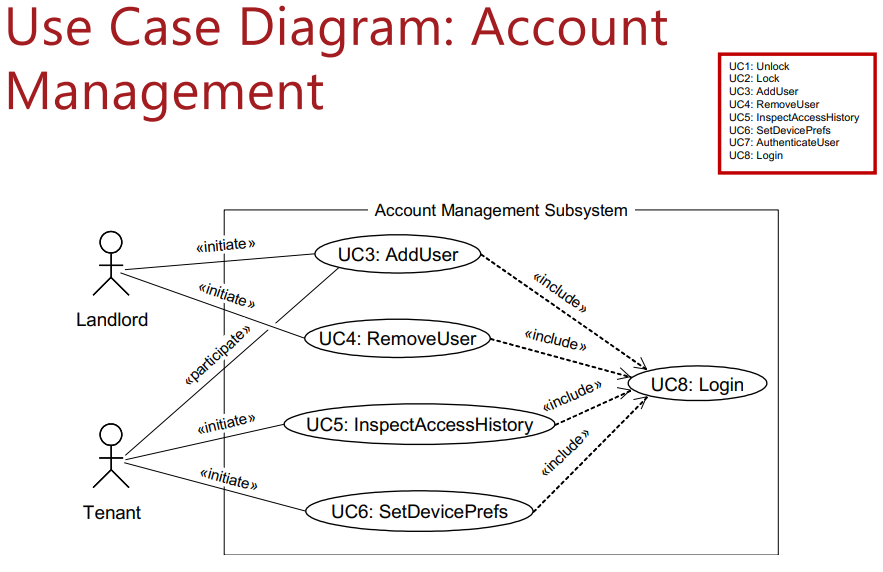 Use Case Diagram: Account
Management
UC1: Unlock
UC2: Lock
UC3: AddUser
UC4: RemoveUser
UC5: InspectAccessHistory
UC6: SetDevicePrefs
UC7: AuthenticateUser
UC8: Login
Account Management Subsystem
«initiate»
UC3: AddUser
«include»
Landlord
«initiate»
UC4: RemoveUser
«include»
«participate»
UC8: Login
«initiate»
UC5: InspectAccessHistory
«include»
Tenant
«initiate»
UC6: SetDevicePrefs
«include»